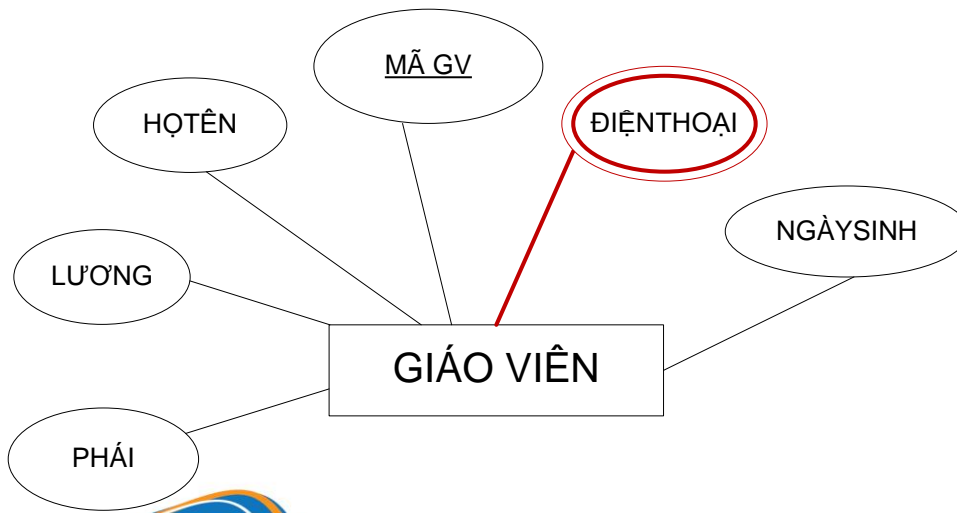 MÃ GV
HỌTÊN
ĐIỆNTHOẠI
NGÀYSINH
LƯƠNG
GIÁO VIÊN
PHÁI